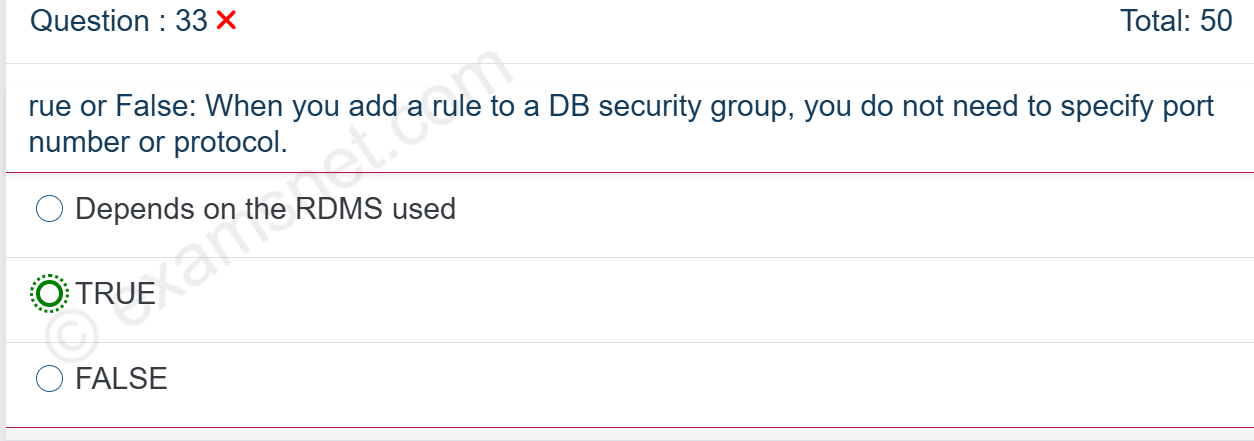 Question : 33
Total: 50
rue or False: When you add a rule to a DB security group, you do not need to specify port
number or protocol.
Depends on the RDMS used
TRUE
FALSE
© examsnet.com